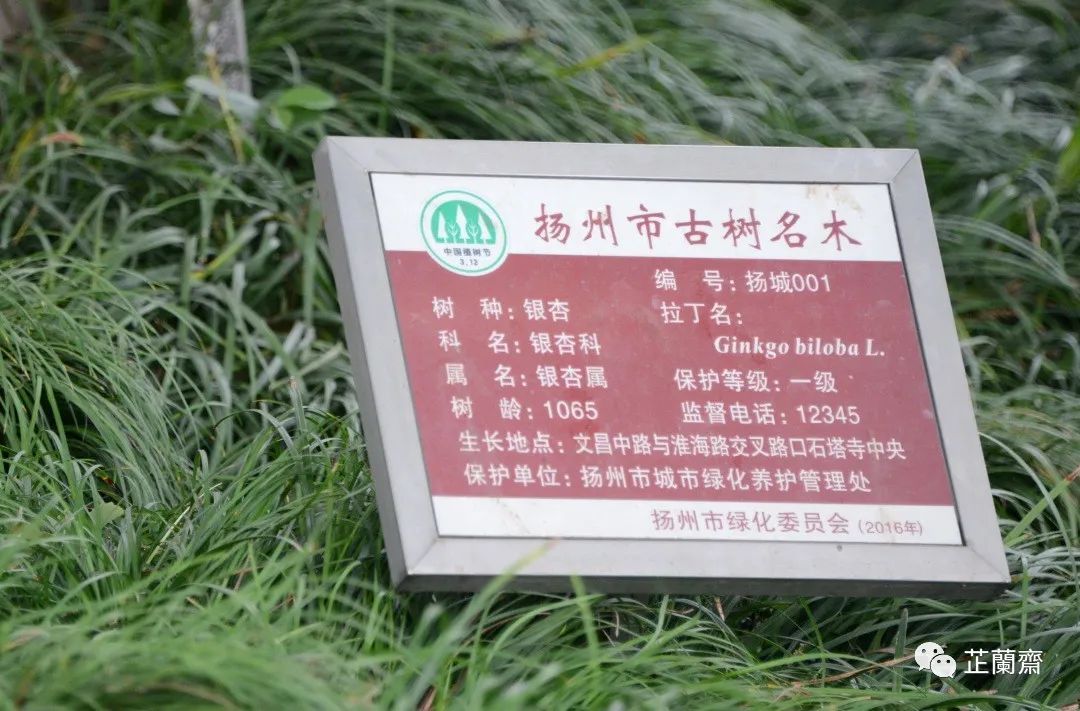 扬州市古树名木
中国植树节
3.12
编 号：扬城001
树 种：银杏
拉丁名：
科 名：银杏科
Ginkgo biloba L.
属 名：银杏属
保护等级：一级
树 龄：1065
监督电话：12345
生长地点：文昌中路与淮海路交叉路口石塔寺中央
保护单位：扬州市城市绿化养护管理处
扬州市绿化委员会（2016年）
芷蘭齋